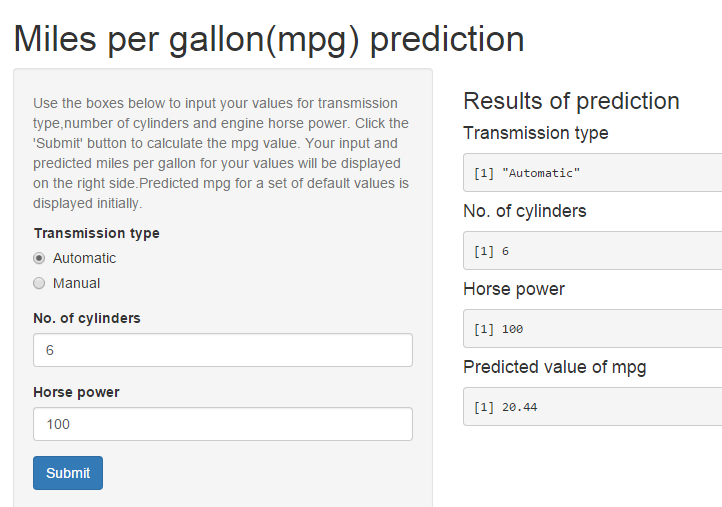 Miles per gallon(mpg) prediction
Use the boxes below to input your values for transmission
type,number of cylinders and engine horse power. Click the
'Submit' button to calculate the mpg value. Your input and
predicted miles per gallon for your values will be displayed
on the right side.Predicted mpg for a set of default values is
displayed initially.
Transmission type
Automatic
Manual
No. of cylinders
6
Horse power
100
Submit
Results of prediction
Transmission type
[1] "Automatic"
No. of cylinders
[1] 6
Horse power
[1] 100
Predicted value of mpg
[1] 20.44